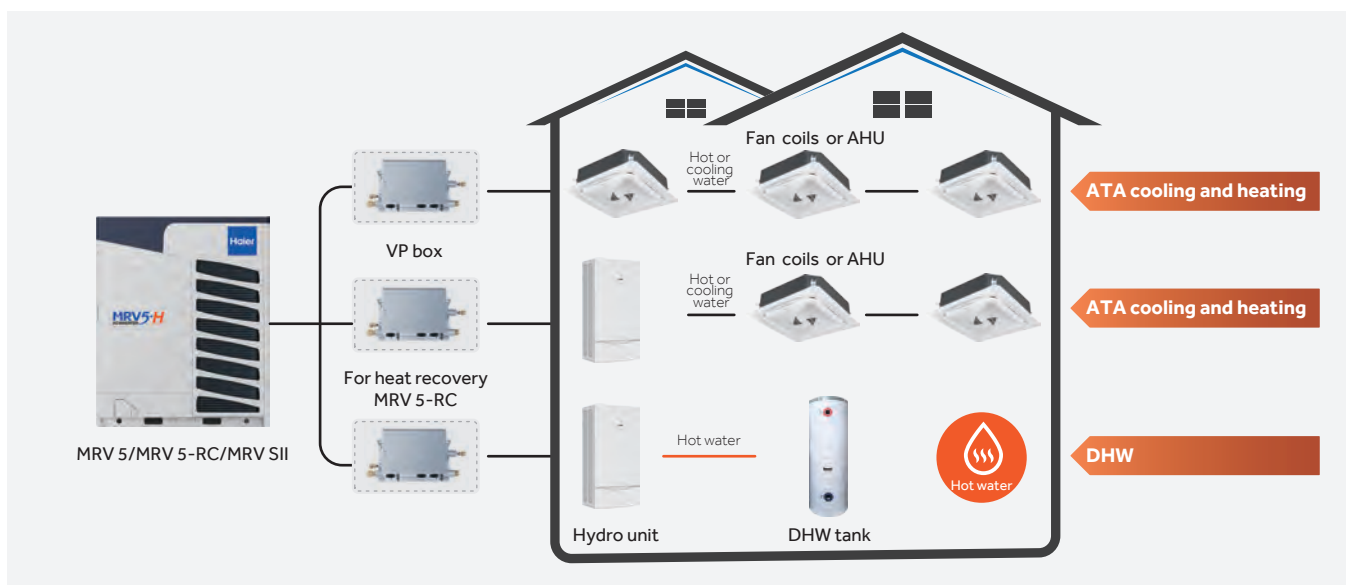 Fan coils or AHU
Hot or
cooling
water
ATA cooling and heating
VP box
Haier
MRV5-H
Fan coils or AHU
Hot or
cooling
water
ATA cooling and heating
For heat recovery
MRV 5-RC
MRV 5/MRV 5-RC/MRV SII
Hot water
Hot water
DHW
Hydro unit
DHW tank